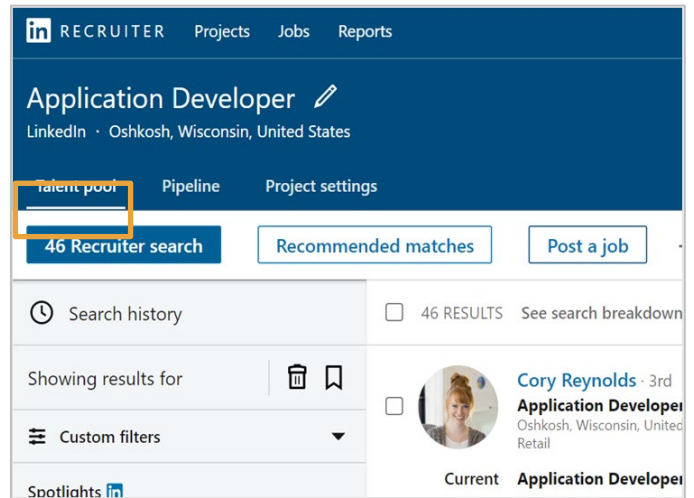 in RECRUITER Projects Jobs Reports
Application Developer
LinkedIn · Oshkosh, Wisconsin, United States
Talent pool Pipeline Project settings
46 Recruiter search Recommended matches Post a job
Search history
46 RESULTS See search breakdown
Showing results for
Cory Reynolds · 3rd
Application Developer
Oshkosh, Wisconsin, United
Retail
Custom filters
Current Application Developer
Spotlights in